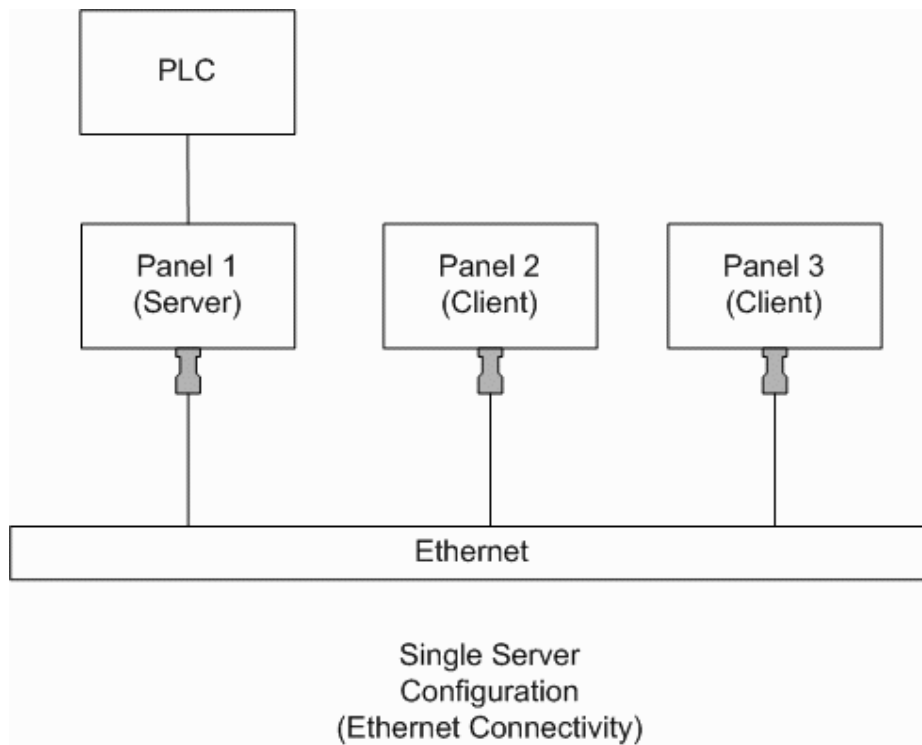 PLC
Panel 1
(Server)
Panel 2
(Client)
Panel 3
(Client)
Ethernet
Single Server
Configuration
(Ethernet Connectivity)